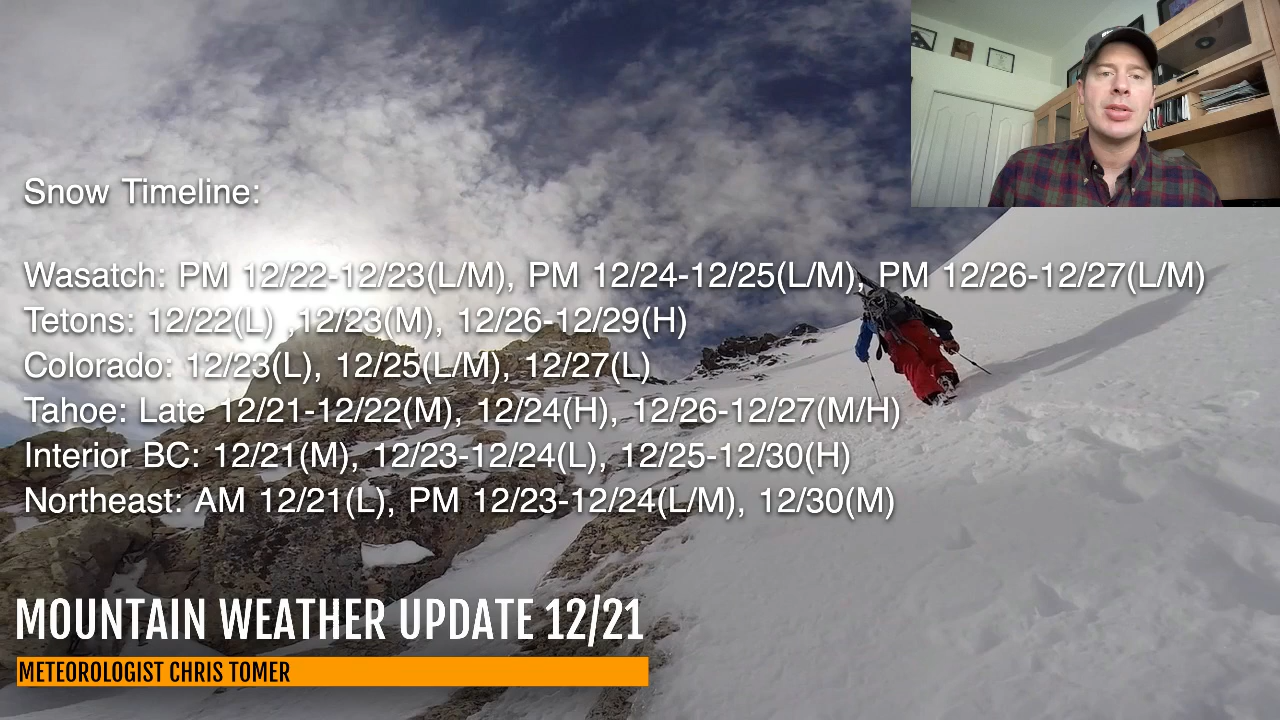 Snow Timeline:
Wasatch: PM 12/22-12/23(L/M), PM 12/24-12/25(L/M), PM 12/26-12/27(L/M)
Tetons: 12/22(L) ,12/23(M), 12/26-12/29(H)
Colorado: 12/23(L), 12/25(L/M), 12/27(L)
Tahoe: Late 12/21-12/22(M), 12/24(H), 12/26-12/27(M/H)
Interior BC: 12/21(M), 12/23-12/24(L), 12/25-12/30(H)
Northeast: AM 12/21(L), PM 12/23-12/24(L/M), 12/30(M)
MOUNTAIN WEATHER UPDATE 12/21
METEOROLOGIST CHRIS TOMER